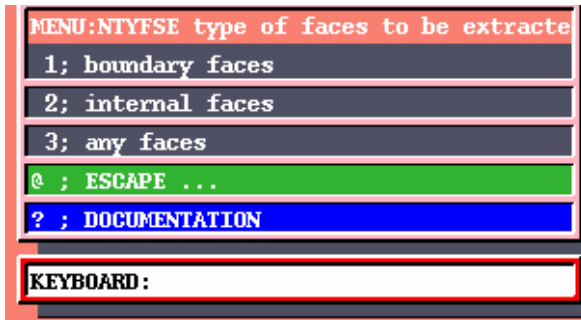 MENU:NTYFSE type of faces to be extracte
1; boundary faces
2; internal faces
3; any faces
@ ; ESCAPE ...
? ; DOCUMENTATION
KEYBOARD: